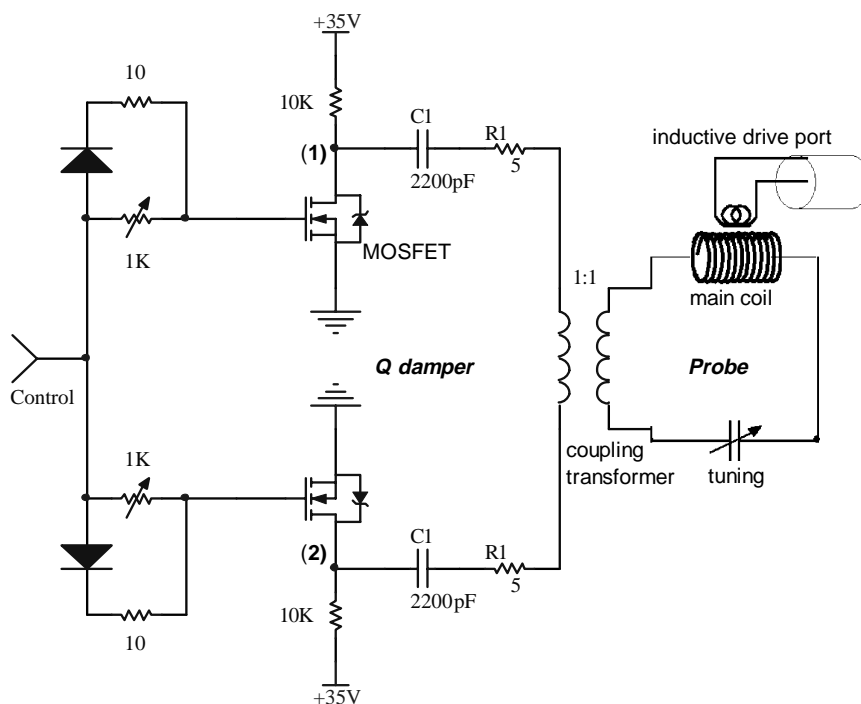 +35V
10
10K
C1
R1
inductive drive port
(1)
2200pF
5
MOSFET
1K
1:1
main coil
Control
Q damper
Probe
1K
coupling
transformer
tuning
C1
R1
(2)
2200pF
5
10K
10
+35V